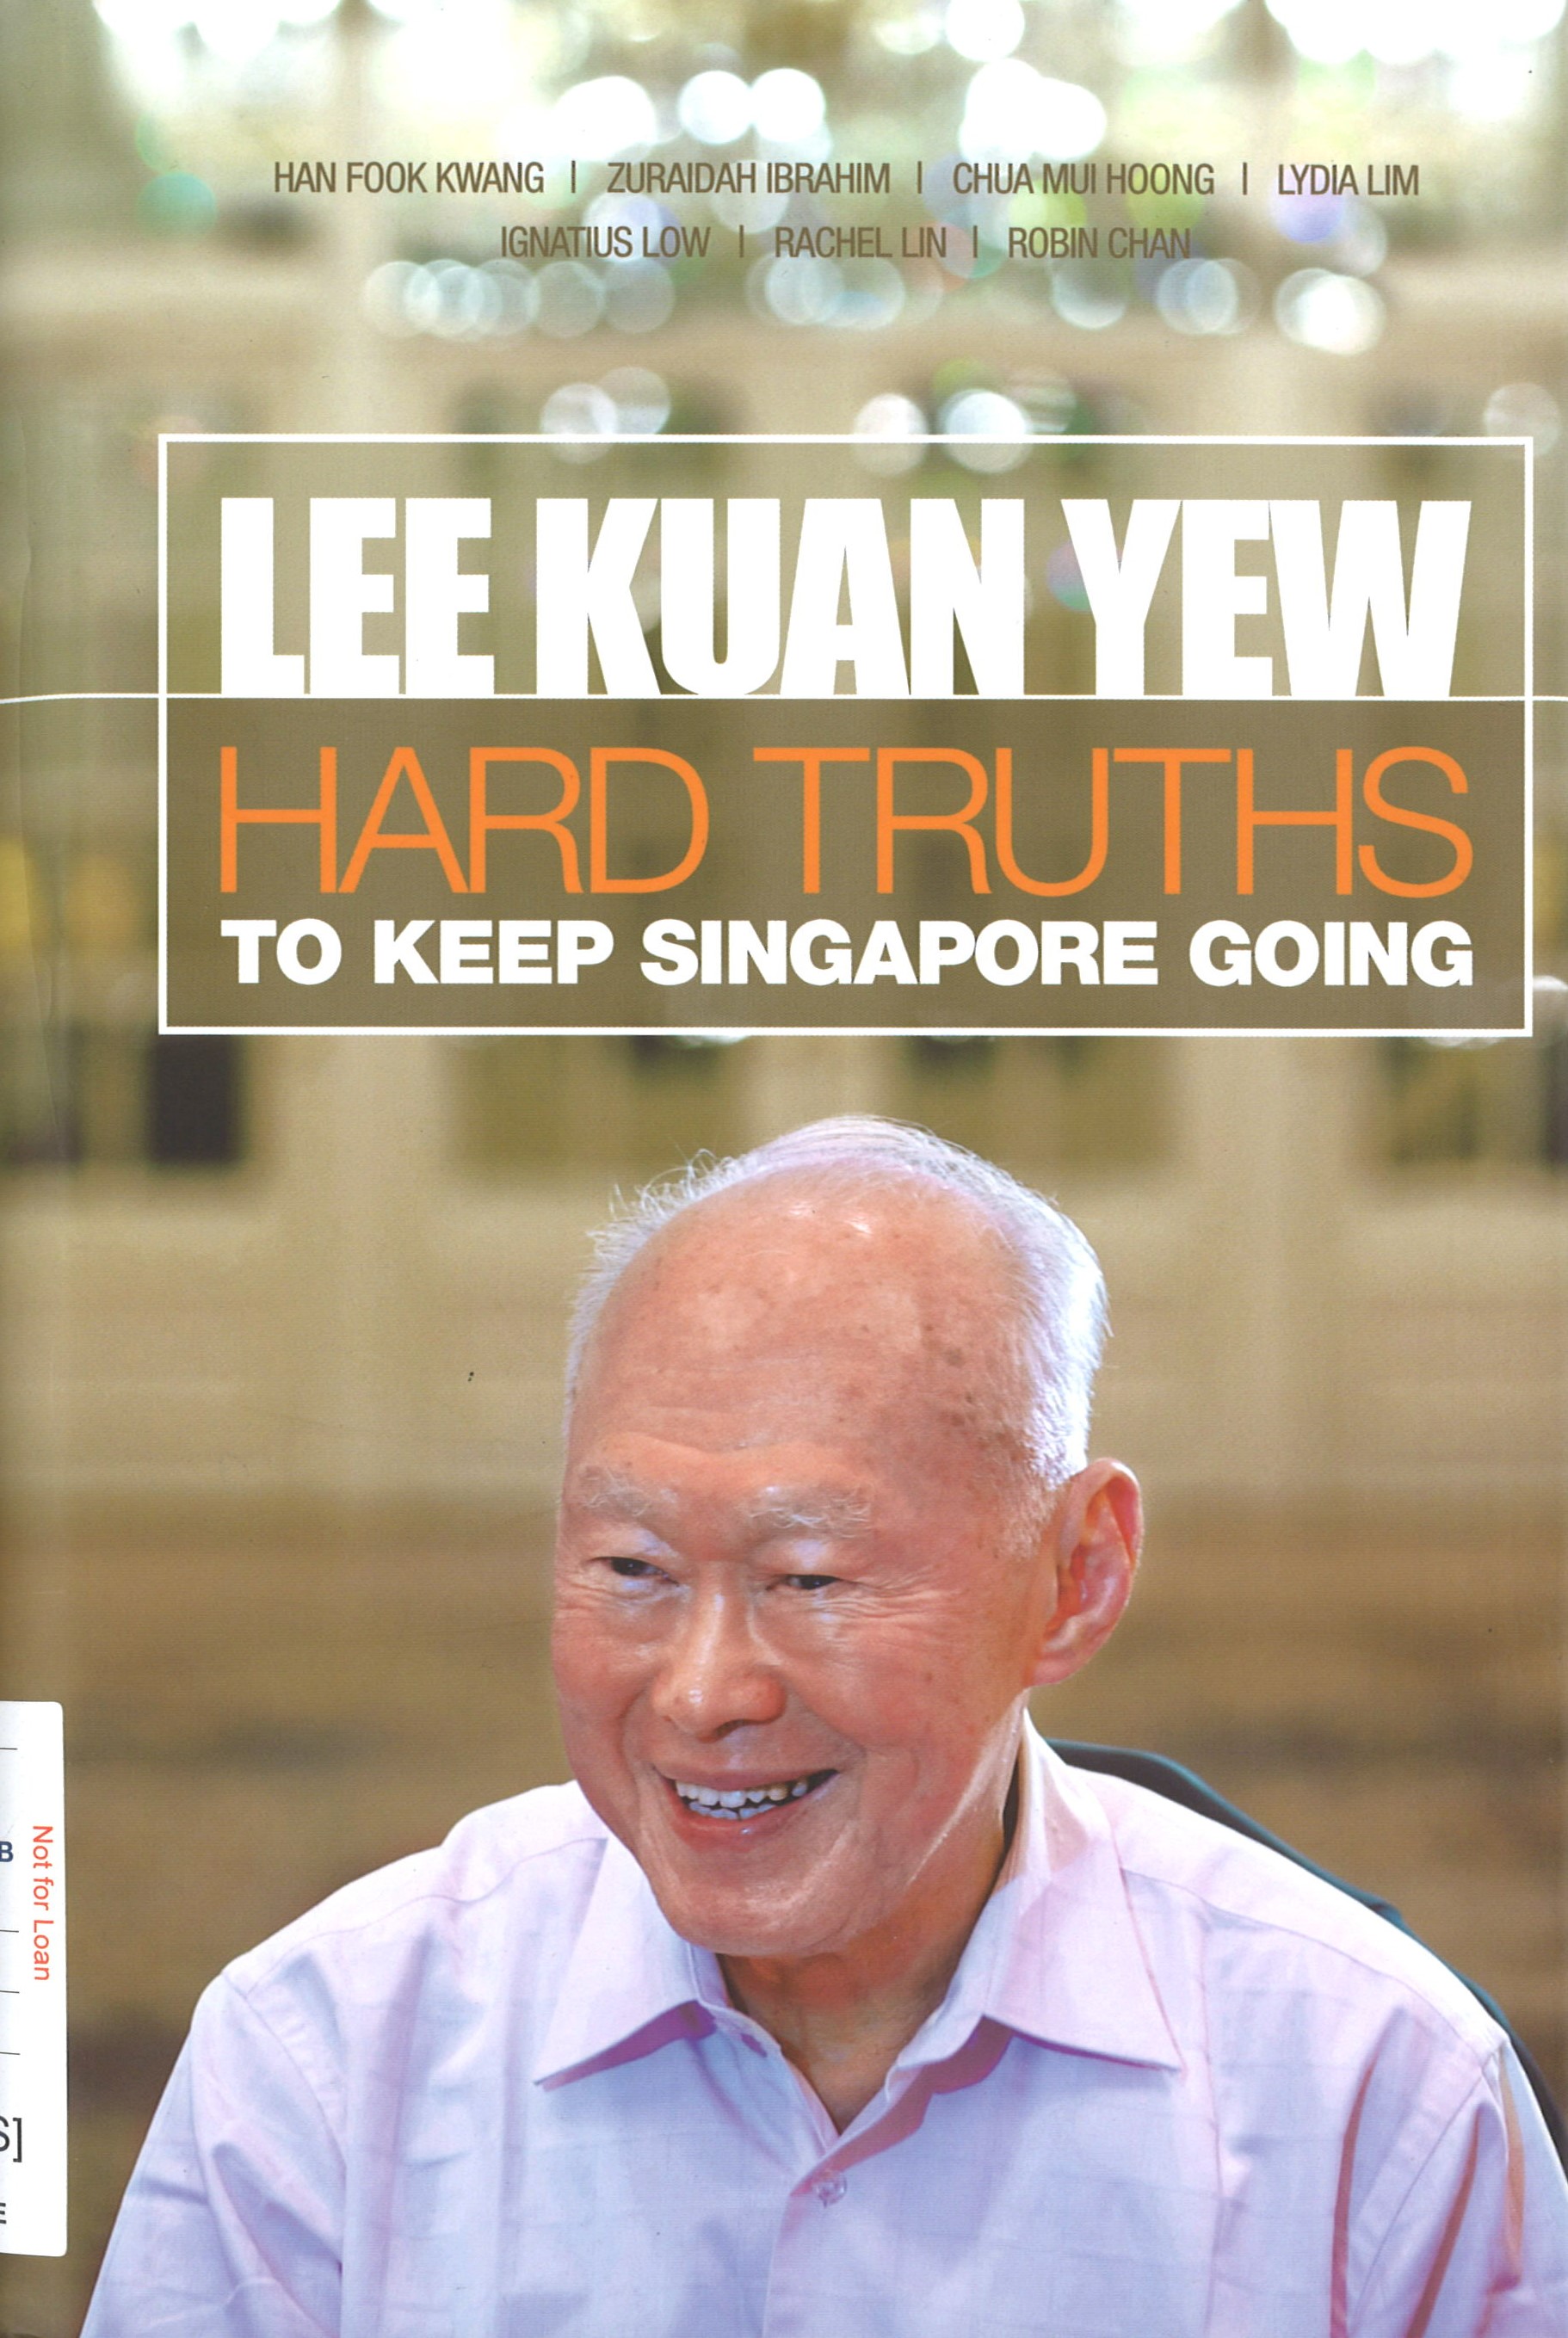 HAN FOOK KWANG | ZURAIDAH IBRAHIM | CHUA MUI HOONG | LYDIA LIM
IGNATIUS LOW | RACHEL LIN | ROBIN CHAN
LEE KUAN YEW
HARD TRUTHS
TO KEEP SINGAPORE GOING
Not for Loan
B
S]
E